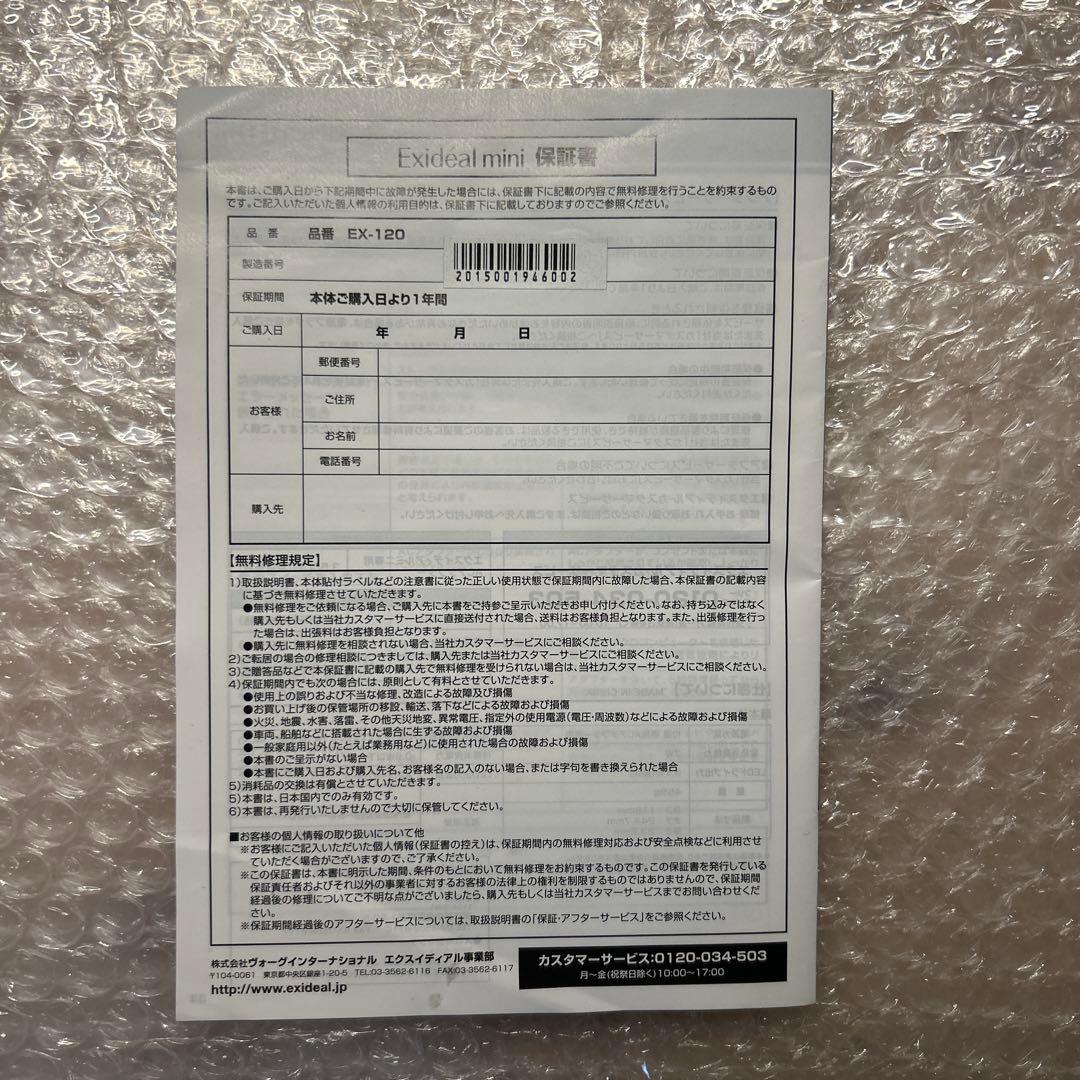 Exideal mini 保証書
本書は、ご購入日から下記期間中に故障が発生した場合には、保証書下に記載の内容で無料修理を行うことを約束するもの
です。ご記入いただいた個人情報の利用目的は、保証書下に記載しておりますのでご参照ください。
品番 品番 EX-120
製造番号 2015001946002
保証期間 本体ご購入日より1年間
ご購入日 年 月 日
お客様
郵便番号
ご住所
お名前
電話番号
購入先
【無料修理規定】
1)取扱説明書、本体貼付ラベルなどの注意書に従った正しい使用状態で保証期間内に故障した場合、本保証書の記載内容
に基づき無料修理させていただきます。
●無料修理をご依頼になる場合、ご購入先に本書をご持参ご呈示いただきお申し付けください。なお、持ち込みではなく
購入先もしくは当社カスタマーサービスに直接送付された場合、送料はお客様負担となります。また、出張修理を行っ
た場合は、出張料はお客様負担となります。
●購入先に無料修理を相談されない場合、当社カスタマーサービスにご相談ください。
2)ご転居の場合の修理相談につきましては、購入先または当社カスタマーサービスにご相談ください。
3)ご贈答品などで本保証書に記載の購入先で無料修理を受けられない場合は、当社カスタマーサービスにご相談ください。
4)保証期間内でも次の場合には、原則として有料とさせていただきます。
●使用上の誤りおよび不当な修理、改造による故障及び損傷
●お買い上げ後の保管場所の移設、輸送、落下などによる故障および損傷
●火災、地震、水害、落雷、その他天災地変、異常電圧、指定外の使用電源(電圧・周波数)などによる故障および損傷
●車両、船舶などに搭載された場合に生ずる故障および損傷
●一般家庭用以外(たとえば業務用など)に使用された場合の故障および損傷
●本書のご呈示がない場合
●本書にご購入日および購入先名、お客様名の記入のない場合、または字句を書き換えられた場合
5)消耗品の交換は有償とさせていただきます。
5)本書は、日本国内でのみ有効です。
6)本書は、再発行いたしませんので大切に保管してください。
■お客様の個人情報の取り扱いについて他
※お客様にご記入いただいた個人情報(保証書の控え)は、保証期間内の無料修理対応および安全点検などに利用させ
ていただく場合がございますので、ご了承ください。
※この保証書は、本書に明示した期間、条件のもとにおいて無料修理をお約束するものです。この保証書を発行している
保証責任者およびそれ以外の事業者に対するお客様の法律上の権利を制限するものではありませんので、保証期間
経過後の修理についてご不明な点がございましたら、購入先もしくは当社カスタマーサービスまでお問い合わせくだ
さい。
※保証期間経過後のアフターサービスについては、取扱説明書の「保証・アフターサービス」をご参照ください。
株式会社ヴォーグインターナショナル エクスイディアル事業部
〒104-0061 東京都中央区銀座1-20-5 TEL:03-3562-6116 FAX:03-3562-6117
http://www.exideal.jp
カスタマーサービス:0120-034-503
月~金(祝祭日除く)10:00~17:00